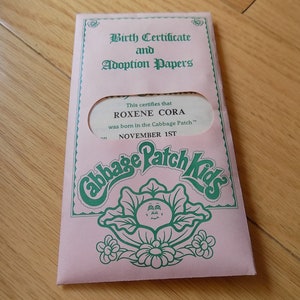 Birth Certificate
and
Adoption Papers
This certifies that
ROXENE CORA
was born in the Cabbage Patch™
on NOVEMBER 1ST
Cabbage Patch Kids